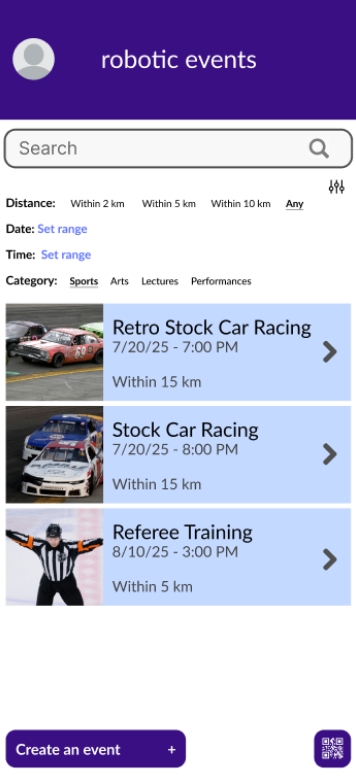 robotic events
Search
Distance: Within 2 km Within 5 km Within 10 km Any
Date: Set range
Time: Set range
Category: Sports Arts Lectures Performances
Retro Stock Car Racing
7/20/25 - 7:00 PM
Within 15 km
Stock Car Racing
7/20/25 - 8:00 PM
Within 15 km
Referee Training
8/10/25 - 3:00 PM
Within 5 km
Create an event +